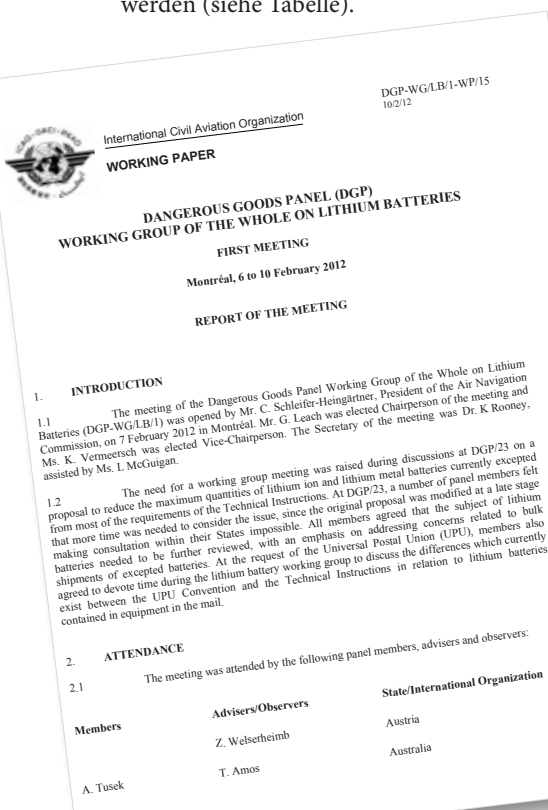 werden (siehe Tabelle).
DGP-WG/LB/1-WP/15
10/2/12
International Civil Aviation Organization
WORKING PAPER
DANGEROUS GOODS PANEL (DGP)
WORKING GROUP OF THE WHOLE ON LITHIUM BATTERIES
FIRST MEETING
Montréal, 6 to 10 February 2012
REPORT OF THE MEETING
1. INTRODUCTION
1.1 The meeting of the Dangerous Goods Panel Working Group of the Whole on Lithium
Batteries (DGP-WG/LB/1) was opened by Mr. C. Schleifer-Heingärtner, President of the Air Navigation
Commission, on 7 February 2012 in Montréal. Mr. G. Leach was elected Chairperson of the meeting and
Ms. K. Vermeersch was elected Vice-Chairperson. The Secretary of the meeting was Dr. K Rooney,
assisted by Ms. L McGuigan.
1.2 The need for a working group meeting was raised during discussions at DGP/23 on a
proposal to reduce the maximum quantities of lithium ion and lithium metal batteries currently excepted
from most of the requirements of the Technical Instructions. At DGP/23, a number of panel members felt
that more time was needed to consider the issue, since the original proposal was modified at a late stage
making consultation within their States impossible. All members agreed that the subject of lithium
batteries needed to be further reviewed, with an emphasis on addressing concerns related to bulk
shipments of excepted batteries. At the request of the Universal Postal Union (UPU), members also
agreed to devote time during the lithium battery working group to discuss the differences which currently
exist between the UPU Convention and the Technical Instructions in relation to lithium batteries
contained in equipment in the mail.
2. ATTENDANCE
2.1 The meeting was attended by the following panel members, advisers and observers:
Members Advisers/Observers State/International Organization
Z. Welserheimb Austria
A. Tusek T. Amos Australia